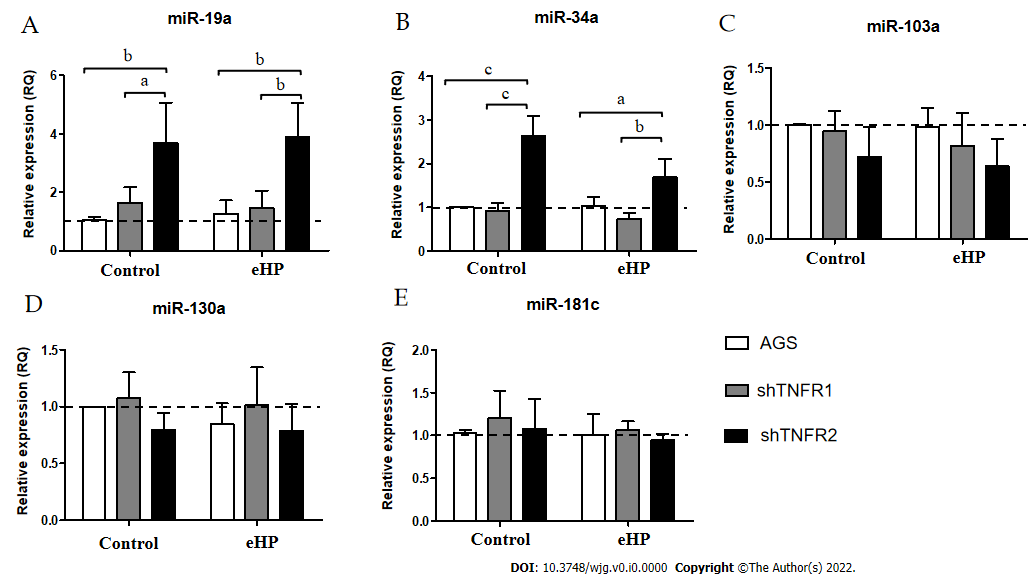 A
miR-19a
Relative expression (RQ)
6
4
2
0
b
a
b
b
Control
eHP
B
miR-34a
Relative expression (RQ)
4
3
2
1
0
c
c
a
b
Control
eHP
C
miR-103a
Relative expression (RQ)
1.5
1.0
0.5
0.0
Control
eHP
D
miR-130a
Relative expression (RQ)
1.5
1.0
0.5
0.0
Control
eHP
E
miR-181c
Relative expression (RQ)
2.0
1.5
1.0
0.5
0.0
Control
eHP
AGS
shTNFR1
shTNFR2
DOI: 10.3748/wjg.v0.i0.0000 Copyright ©The Author(s) 2022.